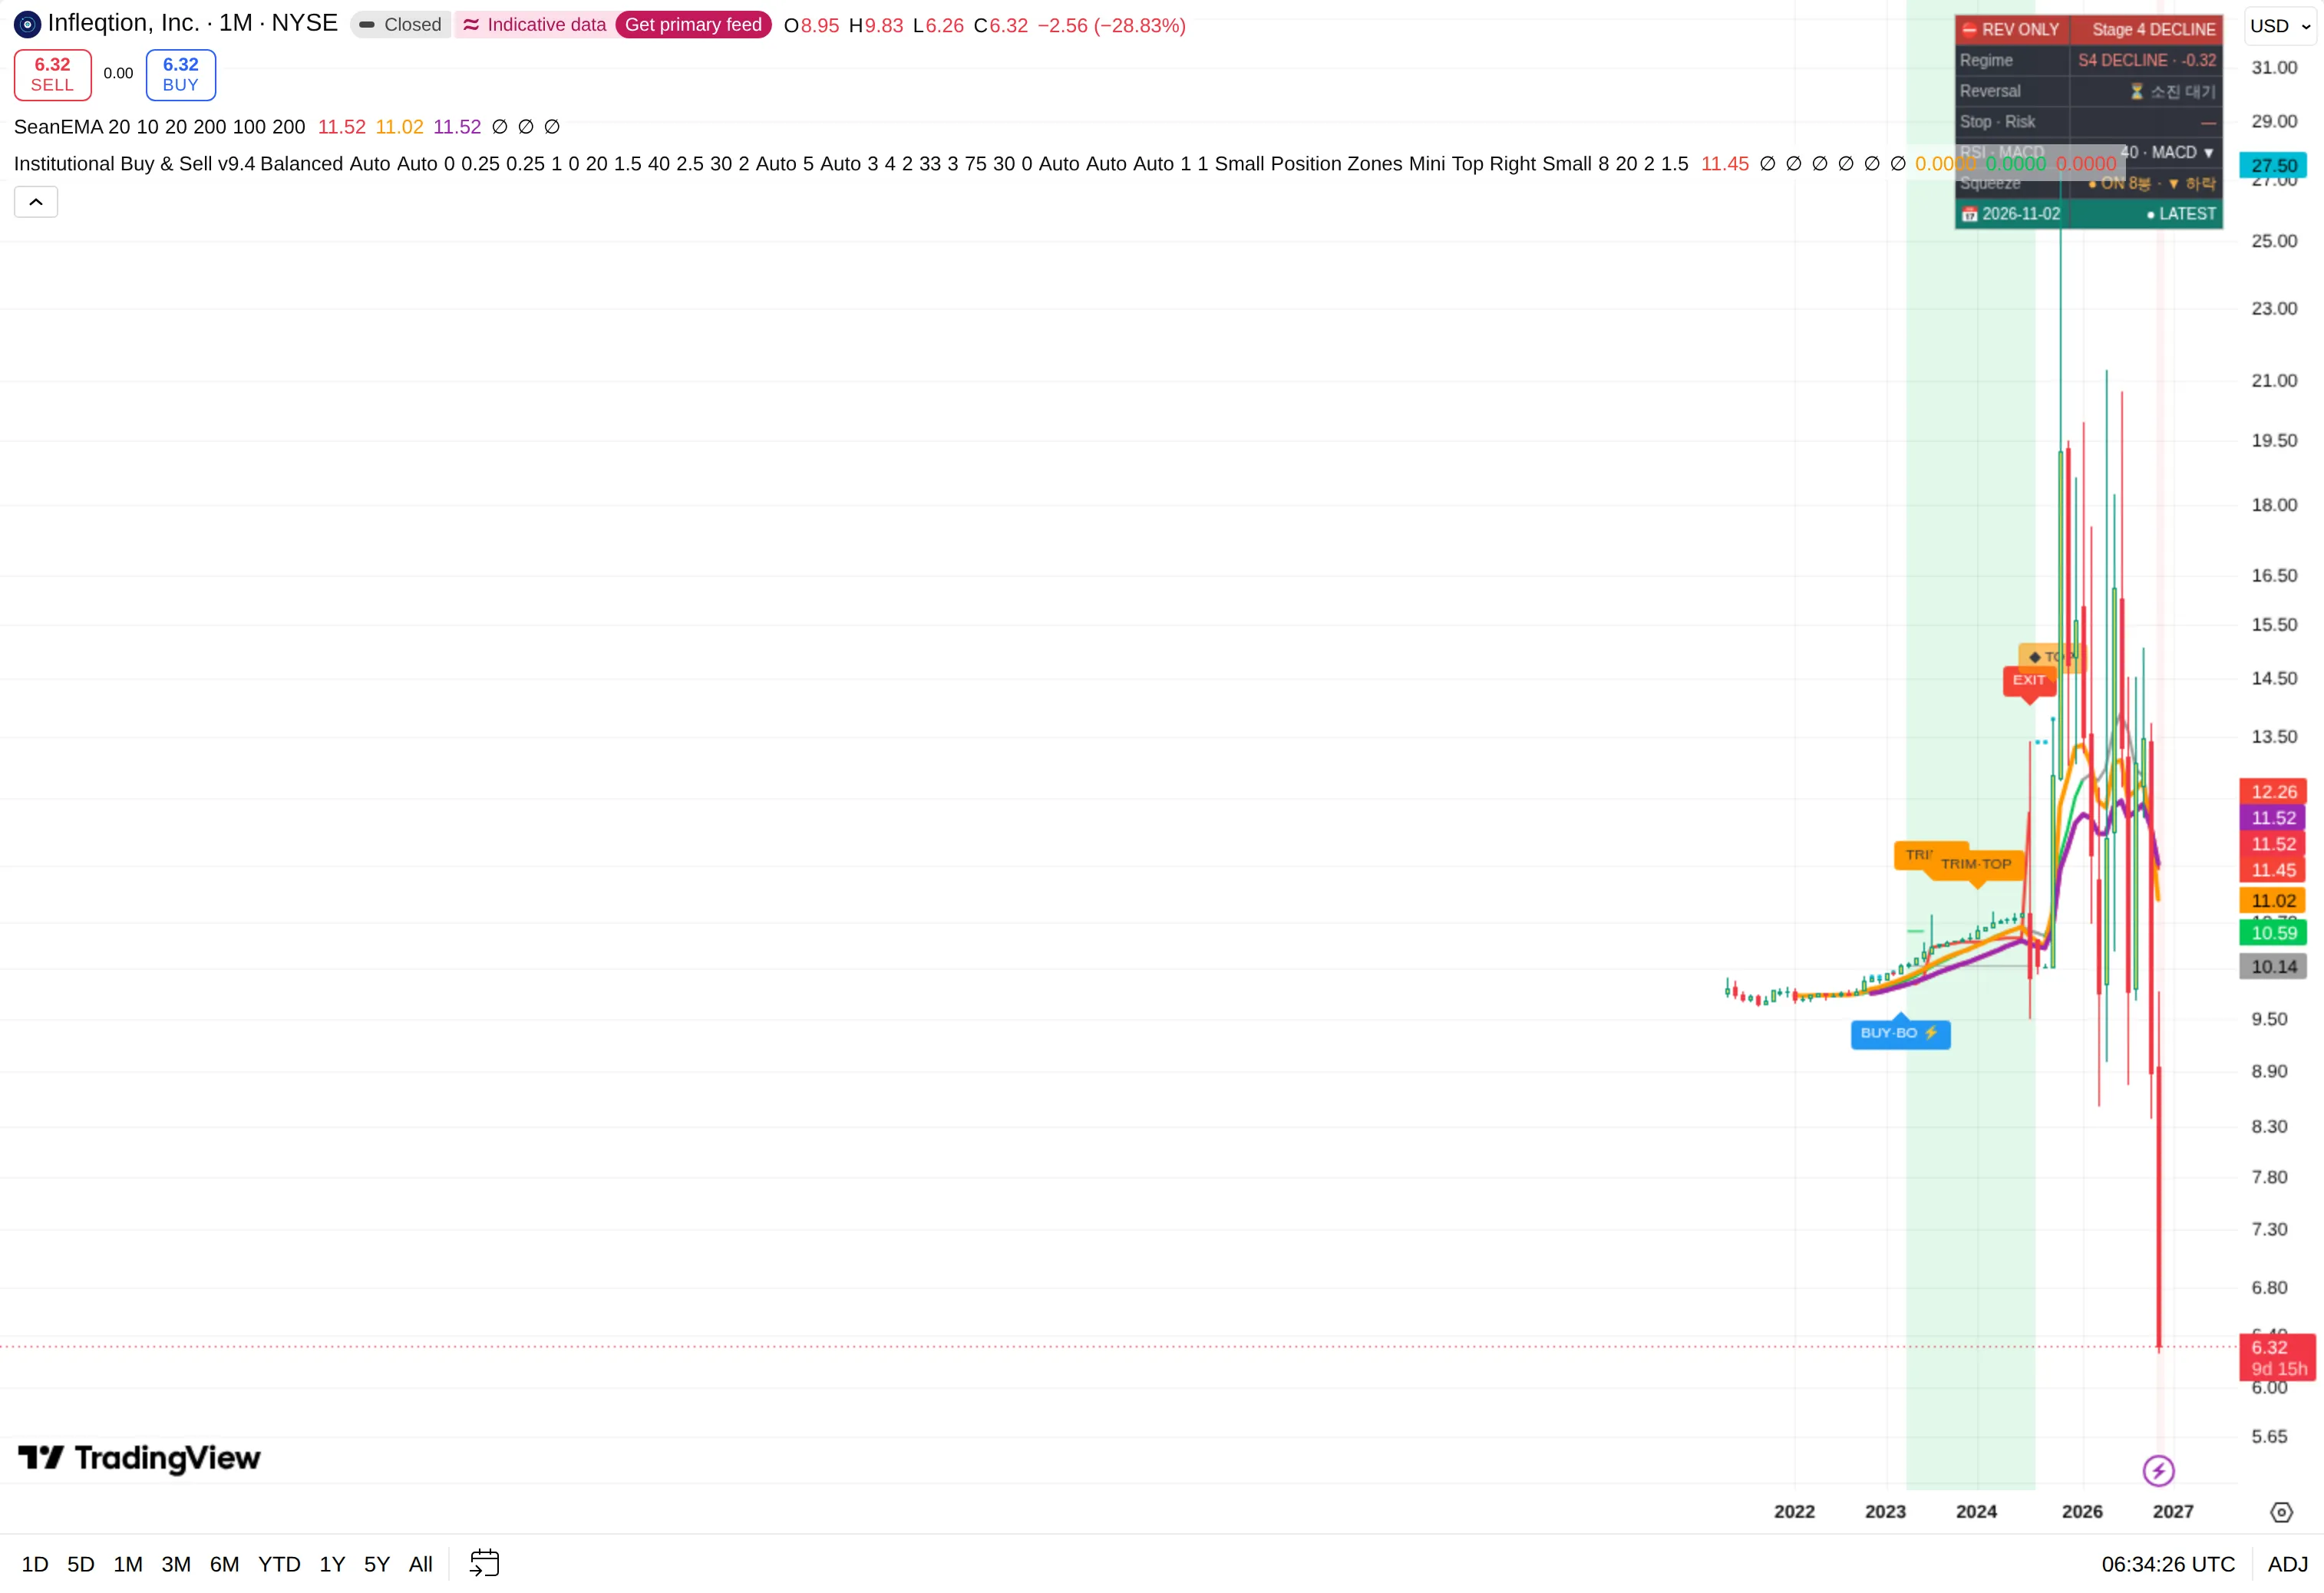 Infleqtion, Inc. · 1M · NYSE Closed Indicative data Get primary feed O8.95 H9.83 L6.26 C6.32 −2.56 (−28.83%)
6.32 SELL 0.00 6.32 BUY
SeanEMA 20 10 20 200 100 200 11.52 11.02 11.52 ∅ ∅ ∅
Institutional Buy & Sell v9.4 Balanced Auto Auto 0 0.25 0.25 1 0 20 1.5 40 2.5 30 2 Auto 5 Auto 3 4 2 33 3 75 30 0 Auto Auto Auto 1 1 Small Position Zones Mini Top Right Small 8 20 2 1.5 11.45 ∅ ∅ ∅ ∅ ∅ ∅ 0.0000 0.0000 0.0000
REV ONLY Stage 4 DECLINE
Regime S4 DECLINE · -0.32
Reversal ⏳ 소진 대기
Stop · Risk —
RSI · MACD 40 · MACD ▼
Squeeze ● ON 8봉 · ▼ 하락
2026-11-02 ● LATEST
USD
31.00
29.00
27.50
27.00
25.00
23.00
21.00
19.50
18.00
16.50
15.50
14.50
13.50
12.26
11.52
11.52
11.45
11.02
10.59
10.14
9.50
8.90
8.30
7.80
7.30
6.80
6.32
9d 15h
6.00
5.65
◆ TOP
EXIT
TRIM-TOP
BUY-BO ⚡
TradingView
2022 2023 2024 2026 2027
1D 5D 1M 3M 6M YTD 1Y 5Y All 06:34:26 UTC ADJ